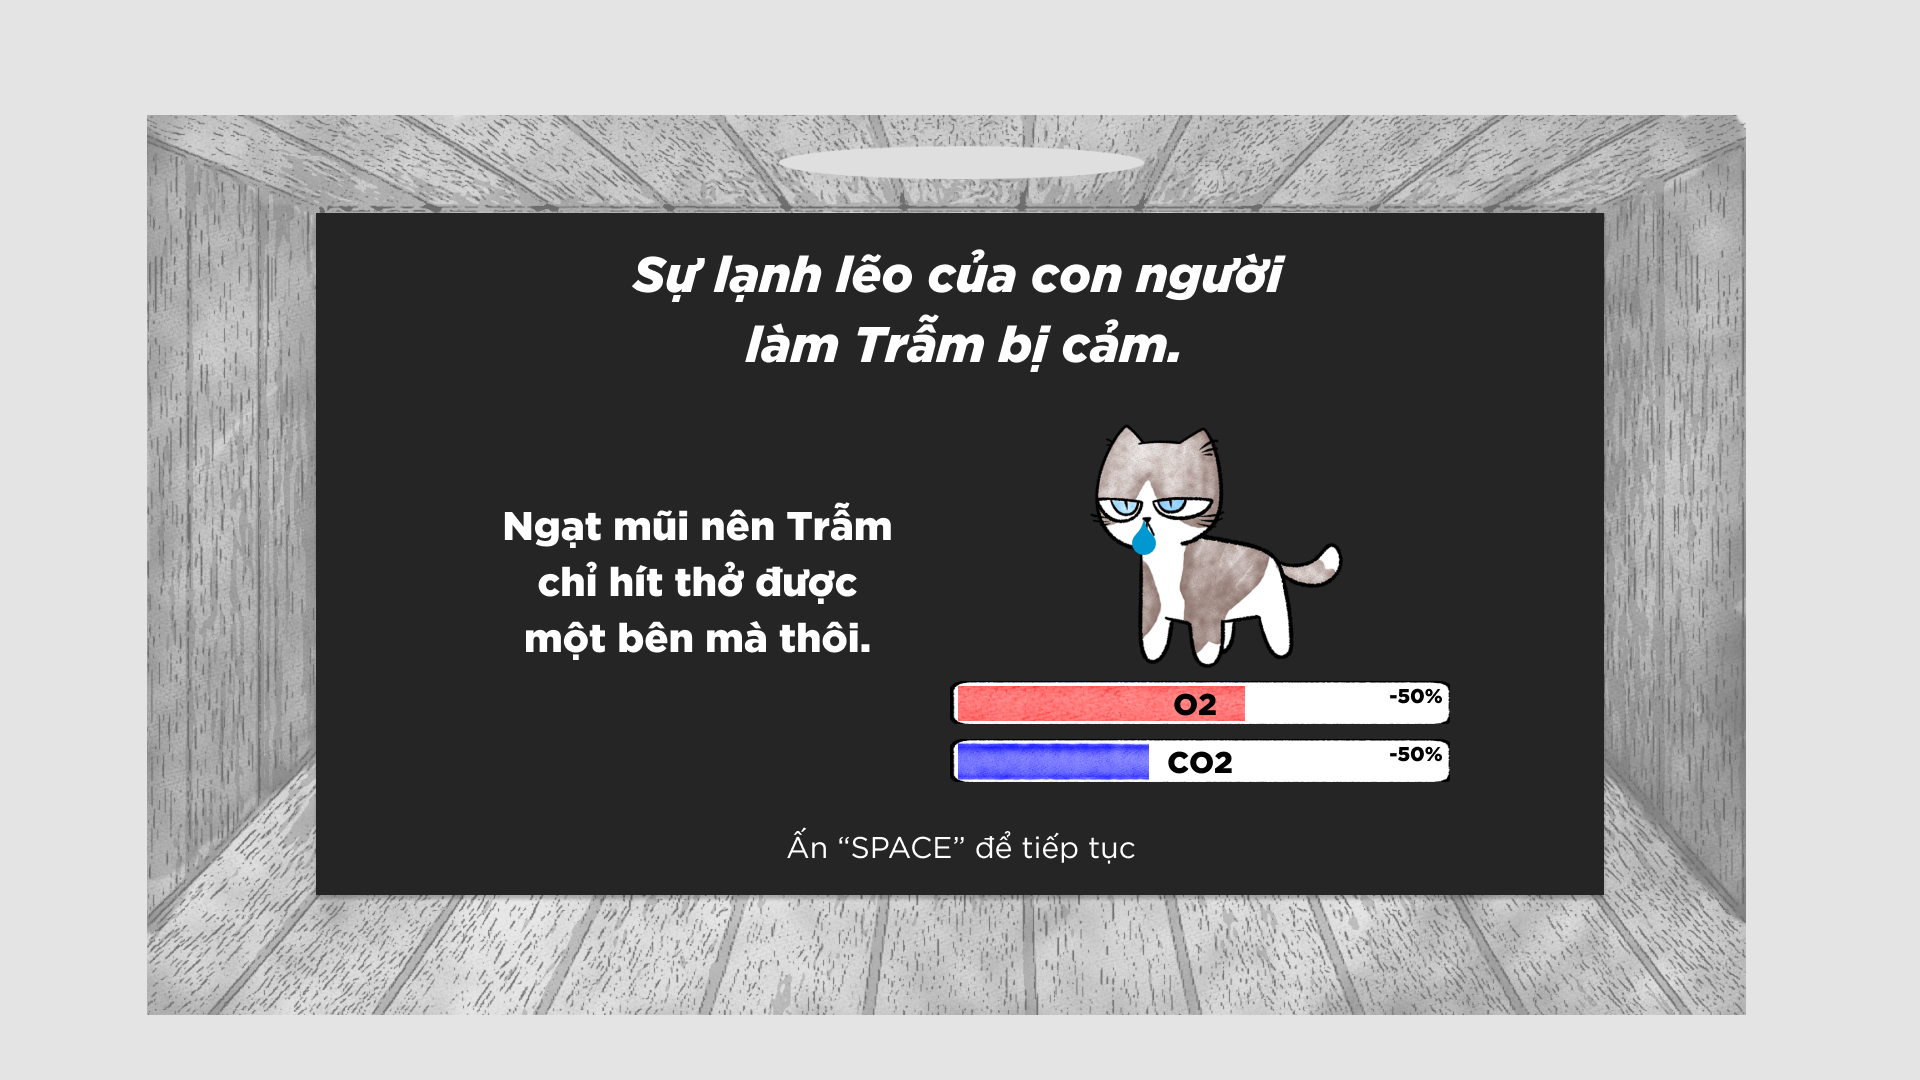 Sự lạnh lẽo của con người
làm Trẫm bị cảm.
Ngạt mũi nên Trẫm
chỉ hít thở được
một bên mà thôi.
O2
-50%
CO2
-50%
Ấn “SPACE” để tiếp tục